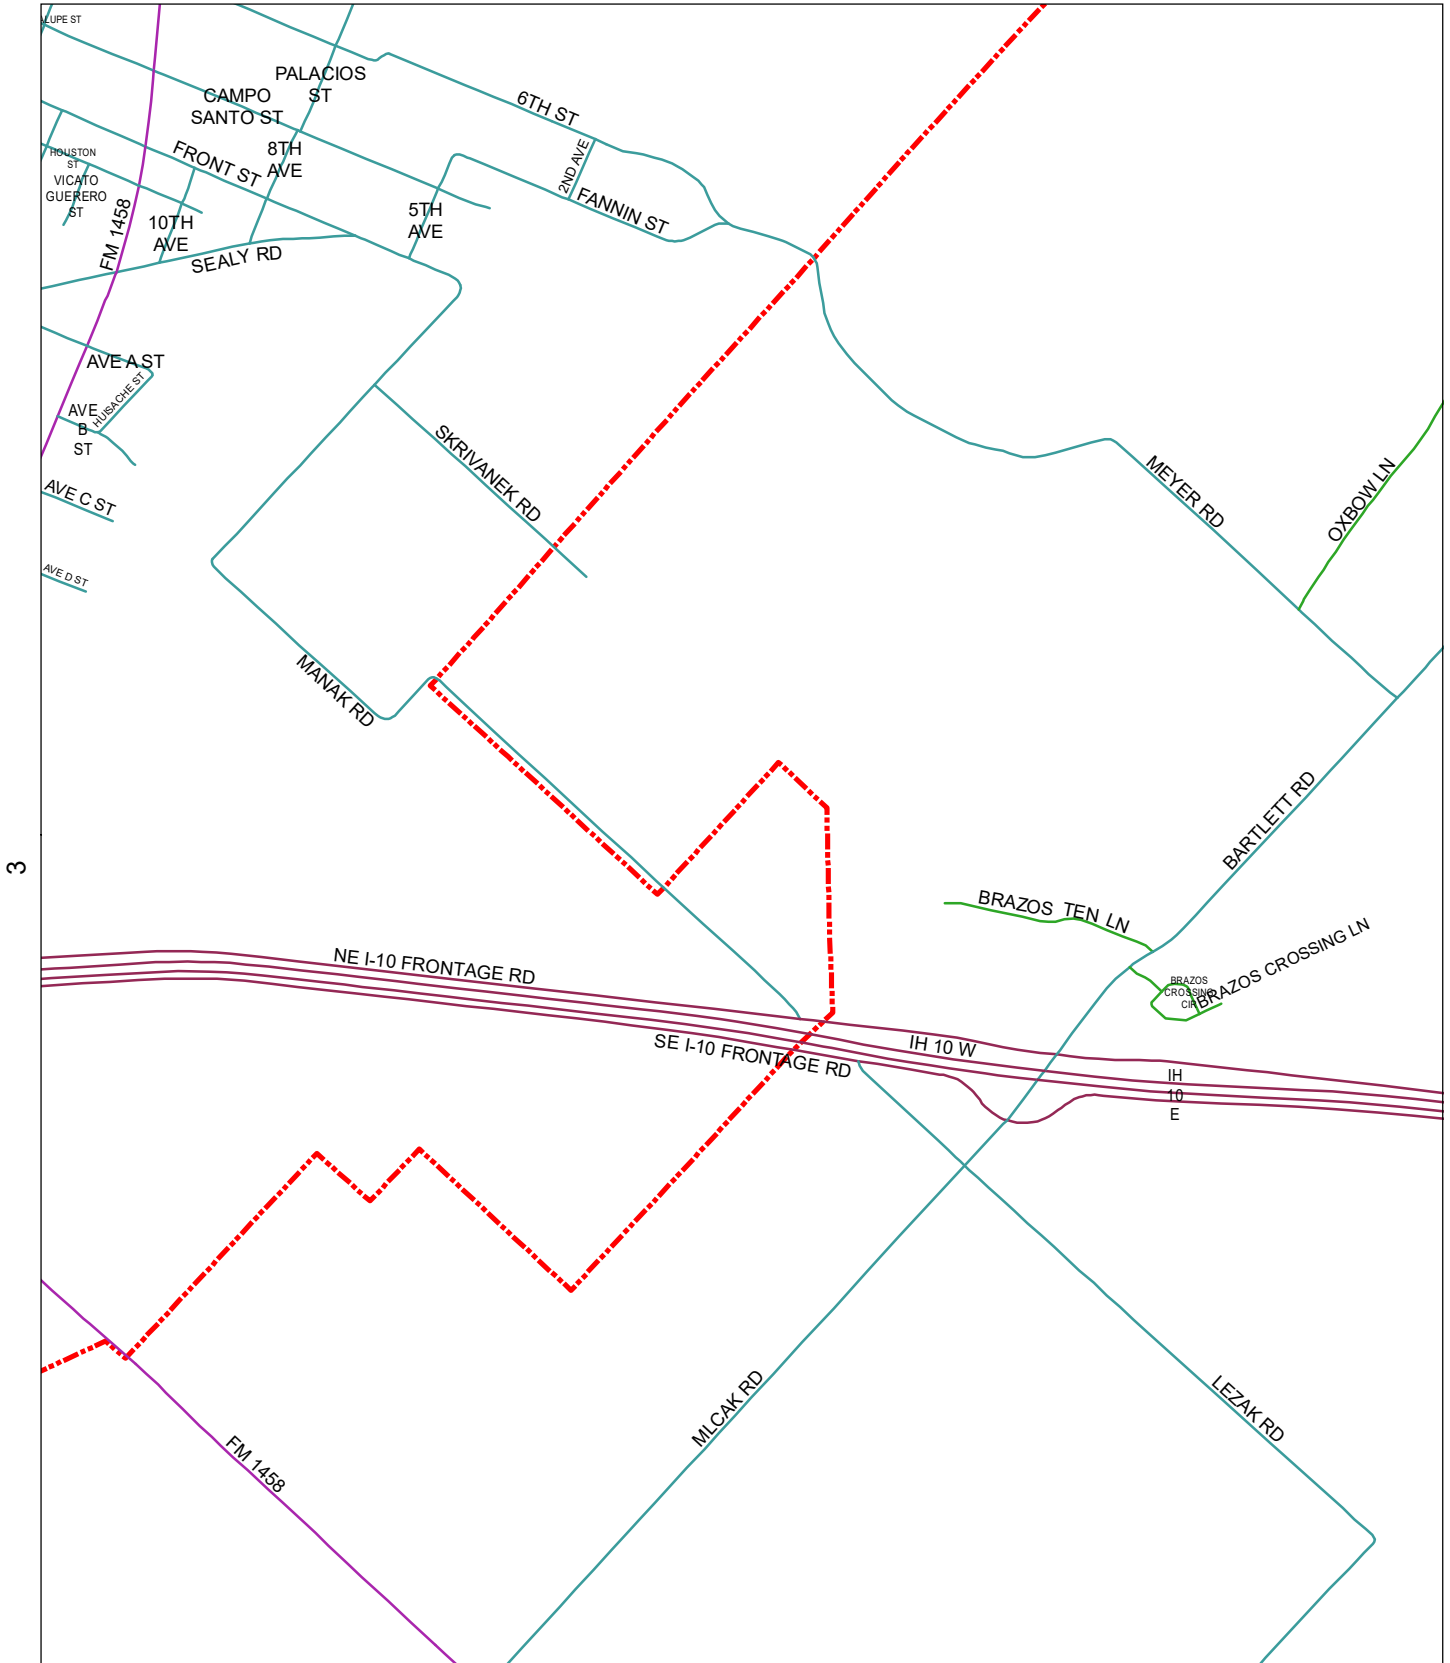 ALUPE ST
PALACIOS
ST
CAMPO
SANTO ST
6TH ST
8TH
AVE
HOUSTON
ST
FRONT ST
2ND AVE
VICATO
GUERERO
ST
FANNIN ST
5TH
AVE
10TH
AVE
FM 1458
SEALY RD
AVE A ST
HUISACHE ST
AVE
B
ST
SKRIVANEK RD
MEYER RD
OXBOW LN
AVE C ST
AVE D ST
MANAK RD
BARTLETT RD
3
BRAZOS TEN LN
BRAZOS CROSSING LN
NE I-10 FRONTAGE RD
BRAZOS
CROSSING
CIR
SE I-10 FRONTAGE RD
IH 10 W
IH
10
E
MLCAK RD
LEZAK RD
FM 1458